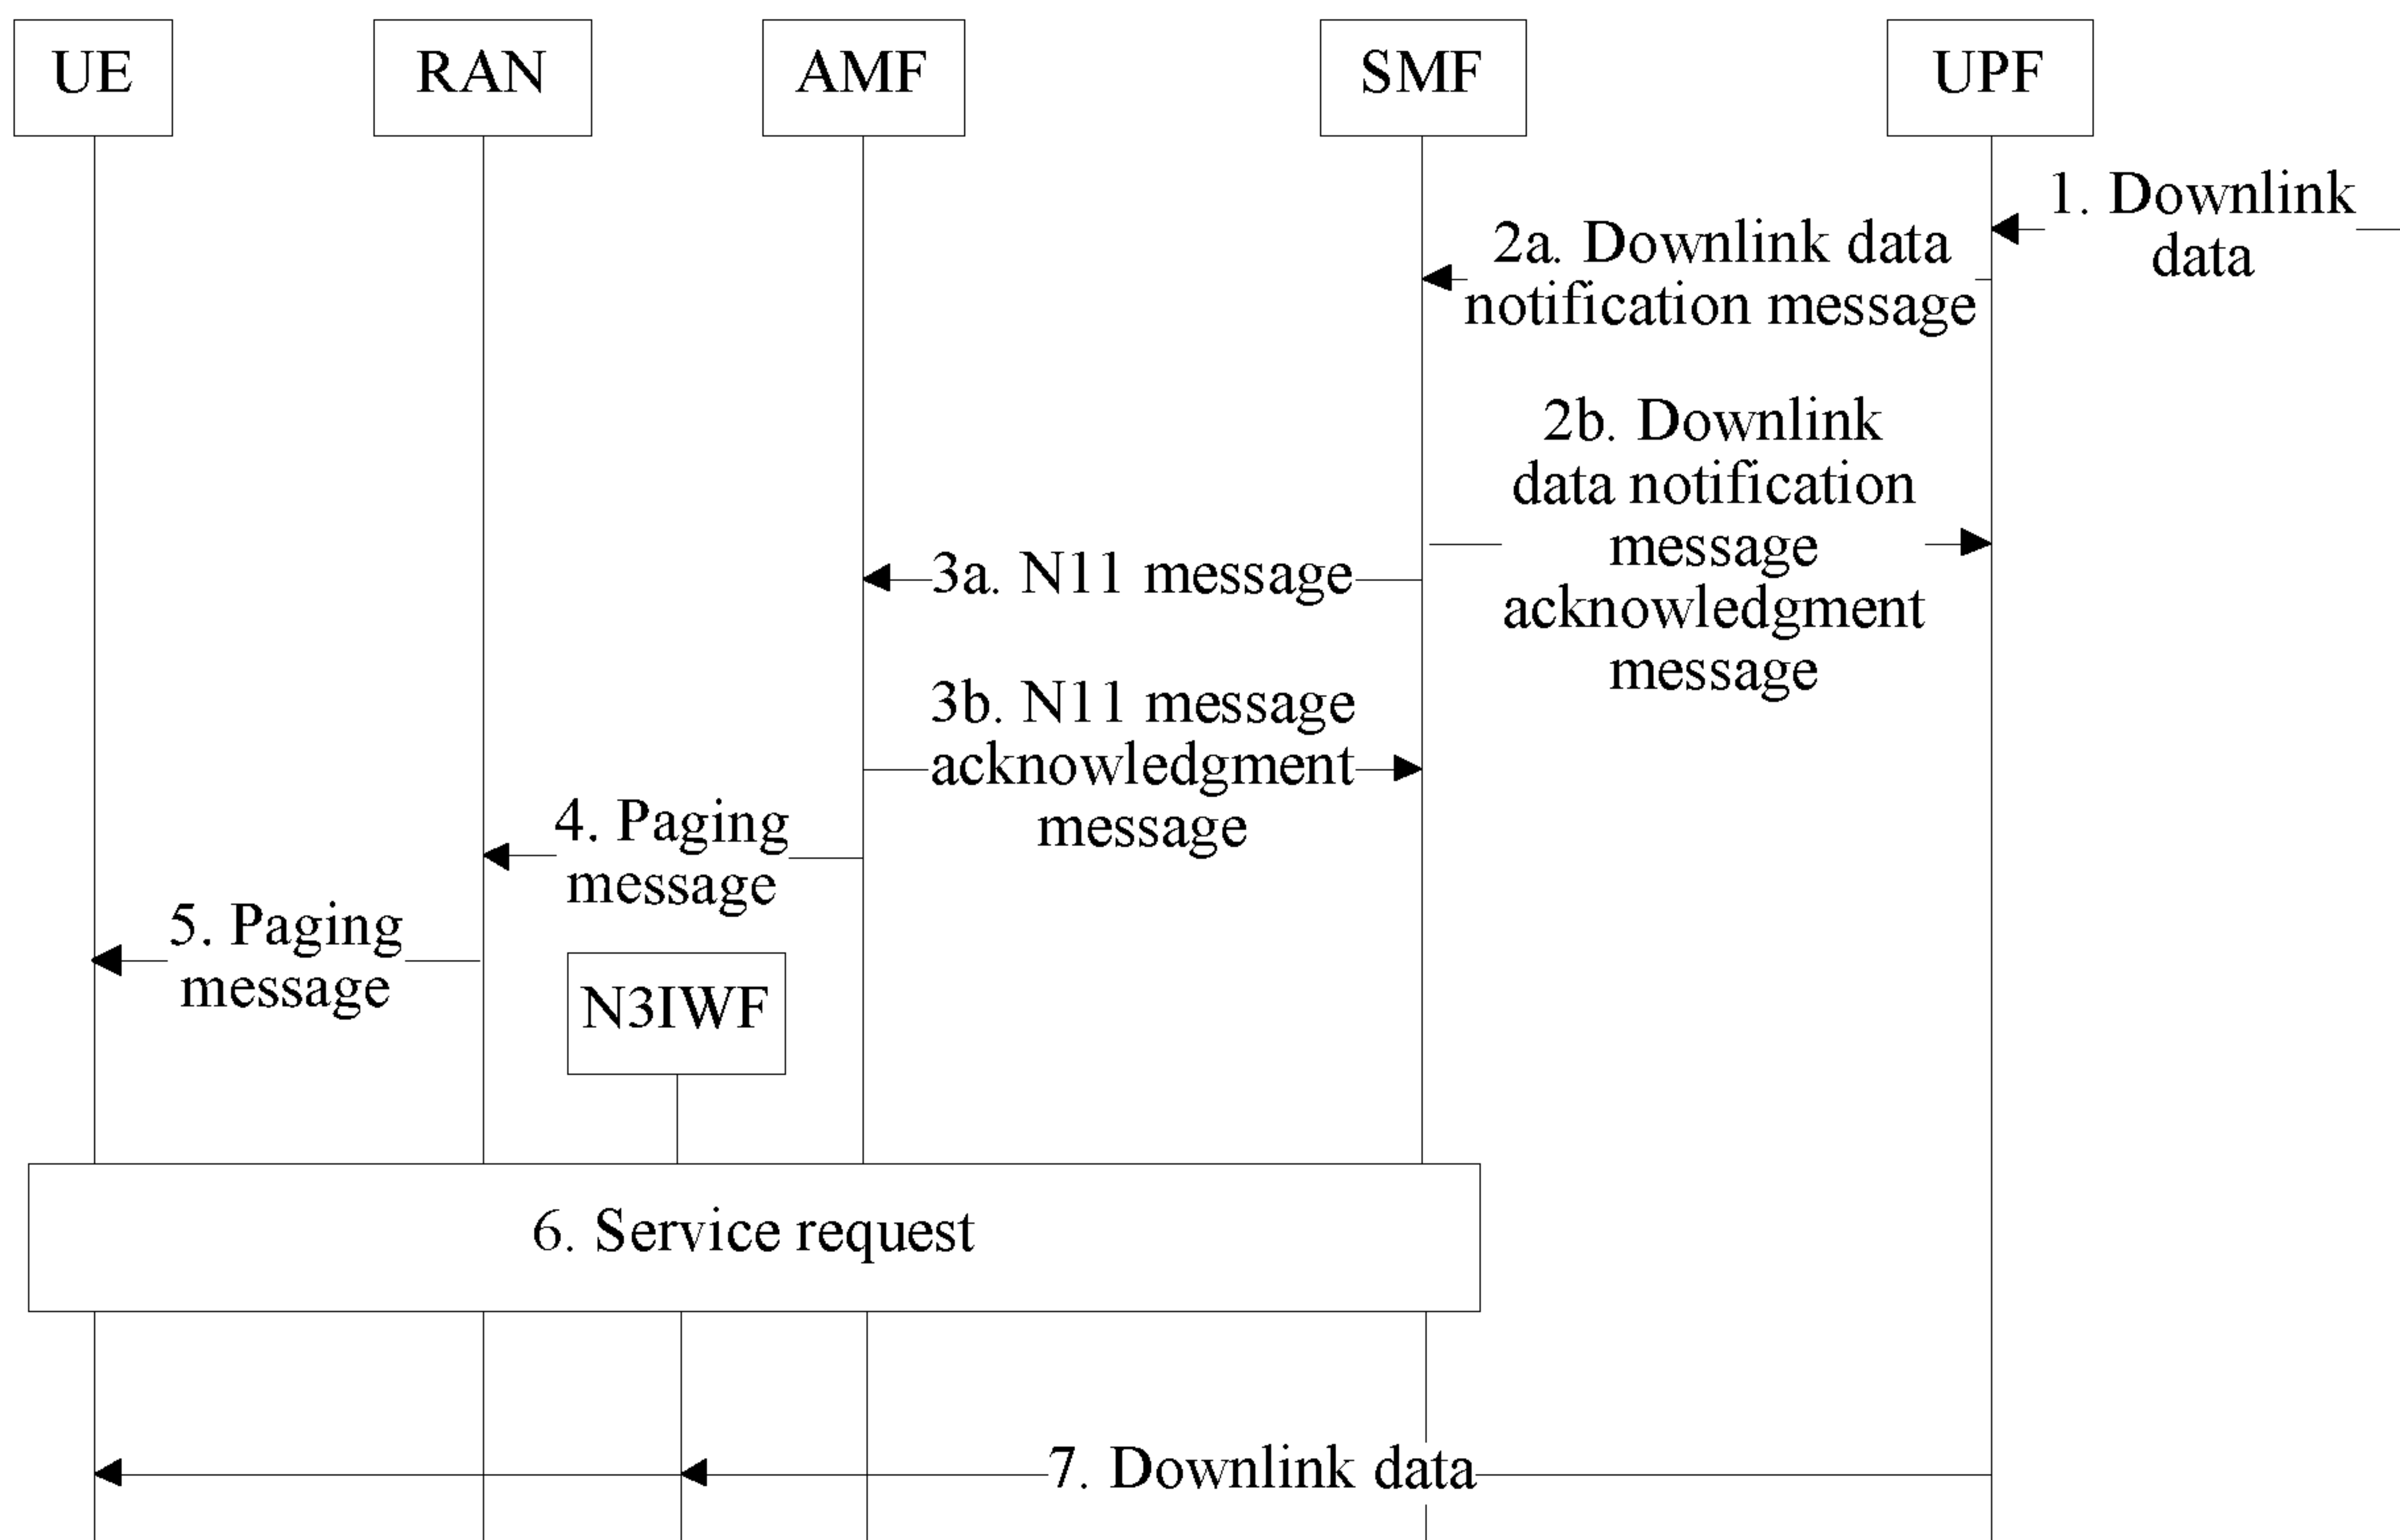 UE
RAN
AMF
SMF
UPF
1. Downlink
data
2a. Downlink data
notification message
2b. Downlink
data notification
message
acknowledgment
message
3a. N11 message
3b. N11 message
acknowledgment
message
4. Paging
message
5. Paging
message
N3IWF
6. Service request
7. Downlink data